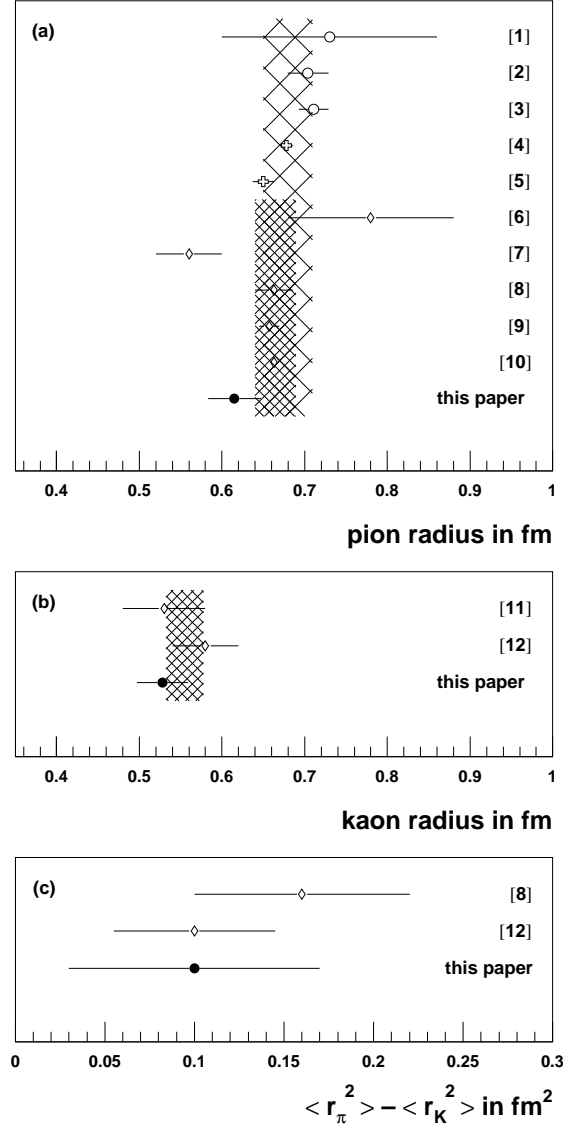 (a)
[1]
[2]
[3]
[4]
[5]
[6]
[7]
[8]
[9]
[10]
this paper
0.4 0.5 0.6 0.7 0.8 0.9 1
pion radius in fm
(b)
[11]
[12]
this paper
0.4 0.5 0.6 0.7 0.8 0.9 1
kaon radius in fm
(c)
[8]
[12]
this paper
0 0.05 0.1 0.15 0.2 0.25 0.3
< r_π^2 > − < r_K^2 > in fm^2